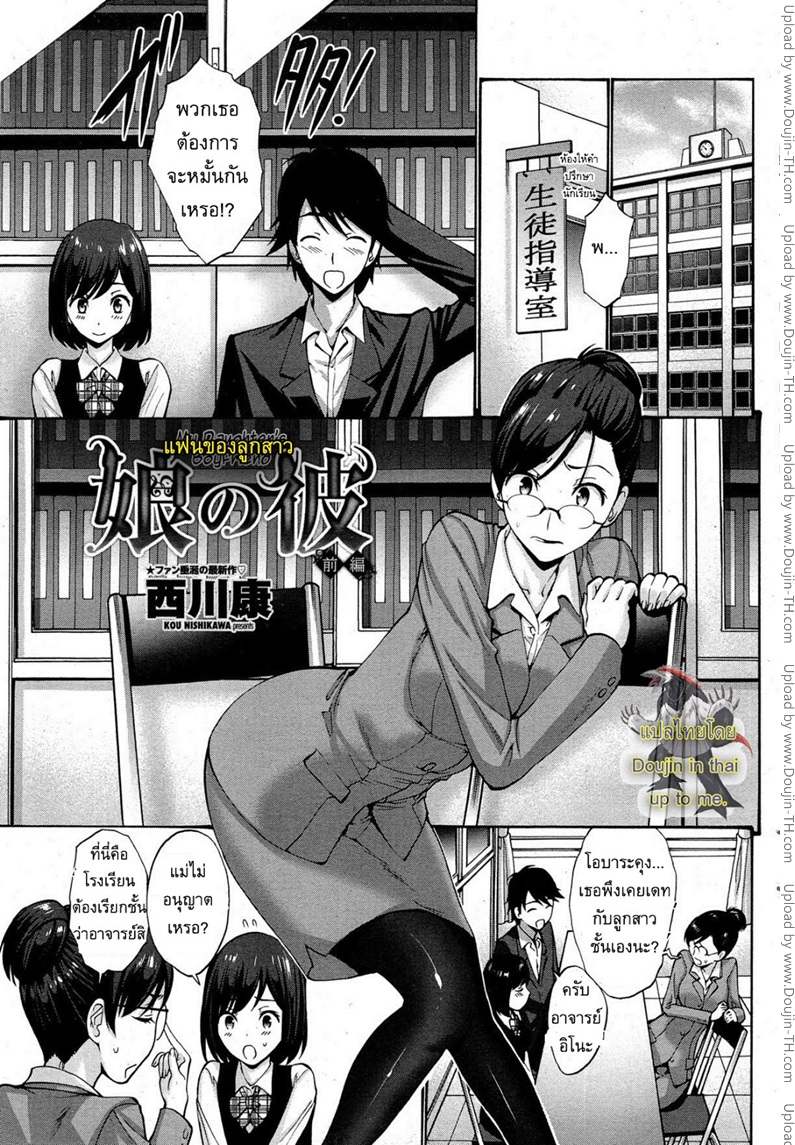 ห้องให้คำ
ปรึกษา
นักเรียน
生徒指導室
พ...
タタ!
ガ
พวกเธอ
ต้องการ
จะหมั้นกัน
เหรอ!?
My Daughter's
Boyfriend
แฟนของลูกสาว
娘の彼
前編
★ファン垂涎の最新作♡
西川康
KOU NISHIKAWA presents
แปลไทยโดย
Doujin in thai
up to me.
โอบาระคุง...
เธอพึงเคยเดท
กับลูกสาว
ชั้นเองนะ?
ครับ
อาจารย์
อิโนะ
แม่ไม่
อนุญาต
เหรอ?
ที่นี่คือ
โรงเรียน
ต้องเรียกชั้น
ว่าอาจารย์สิ
Upload by www.Doujin-TH.com
Upload by www.Doujin-TH.com
Upload by www.Doujin-TH.com
Upload by www.Doujin-TH.com
Upload by www.Doujin-TH.com